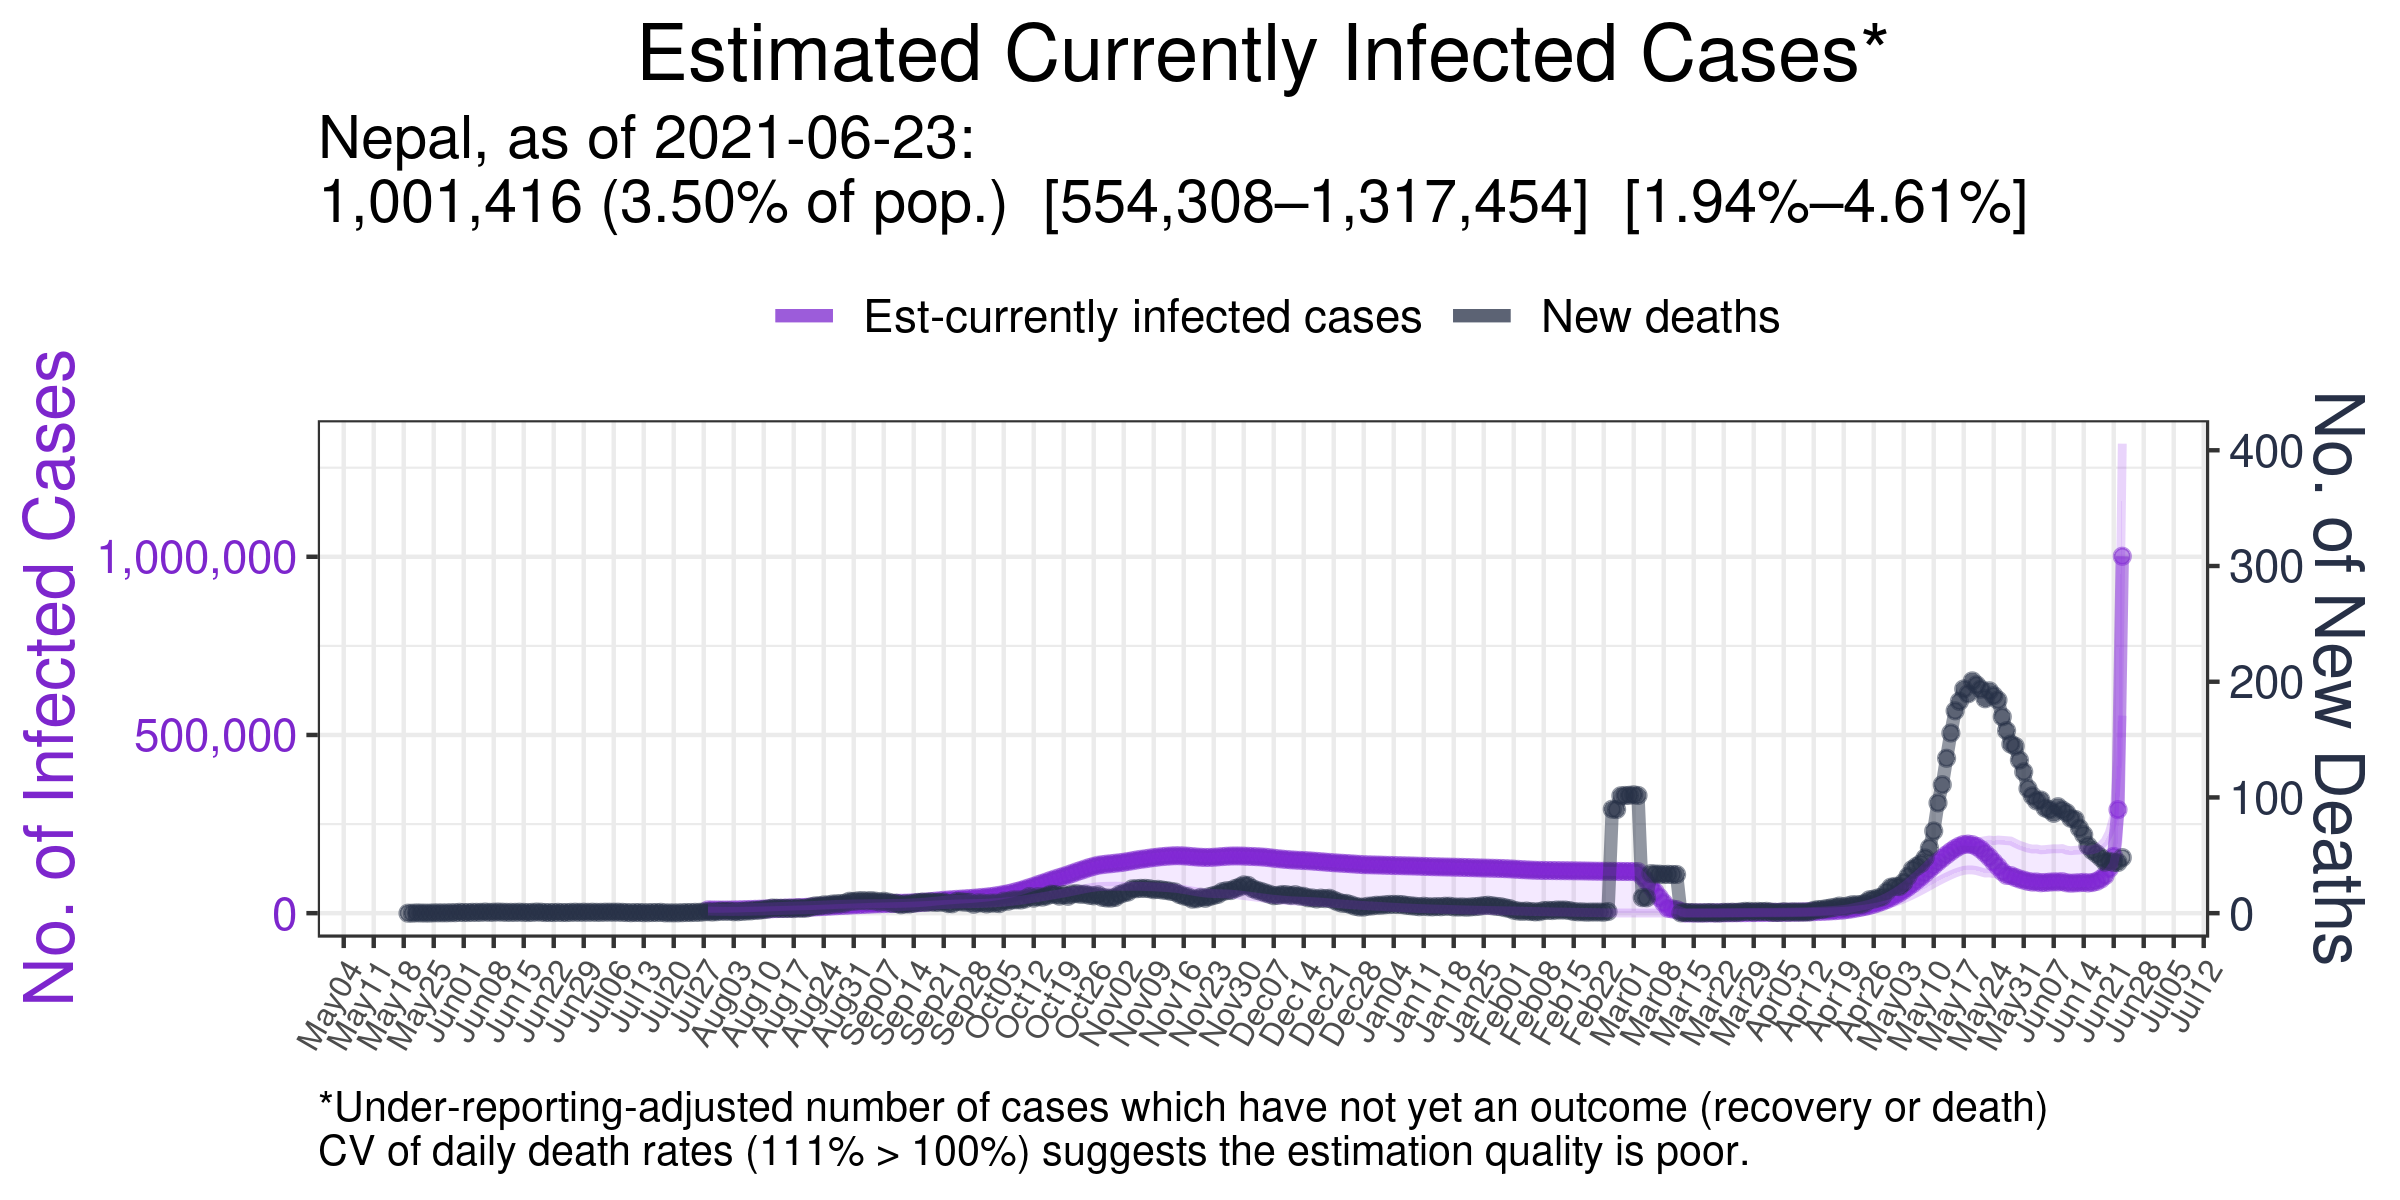 Estimated Currently Infected Cases*
Nepal, as of 2021-06-23:
1,001,416 (3.50% of pop.) [554,308–1,317,454] [1.94%–4.61%]
Est-currently infected cases
New deaths
No. of Infected Cases
1,000,000
500,000
0
400
300
200
100
0
No. of New Deaths
May04
May11
May18
May25
Jun01
Jun08
Jun15
Jun22
Jun29
Jul06
Jul13
Jul20
Jul27
Aug03
Aug10
Aug17
Aug24
Aug31
Sep07
Sep14
Sep21
Sep28
Oct05
Oct12
Oct19
Oct26
Nov02
Nov09
Nov16
Nov23
Nov30
Dec07
Dec14
Dec21
Dec28
Jan04
Jan11
Jan18
Jan25
Feb01
Feb08
Feb15
Feb22
Mar01
Mar08
Mar15
Mar22
Mar29
Apr05
Apr12
Apr19
Apr26
May03
May10
May17
May24
May31
Jun07
Jun14
Jun21
Jun28
Jul05
Jul12
*Under-reporting-adjusted number of cases which have not yet an outcome (recovery or death)
CV of daily death rates (111% > 100%) suggests the estimation quality is poor.